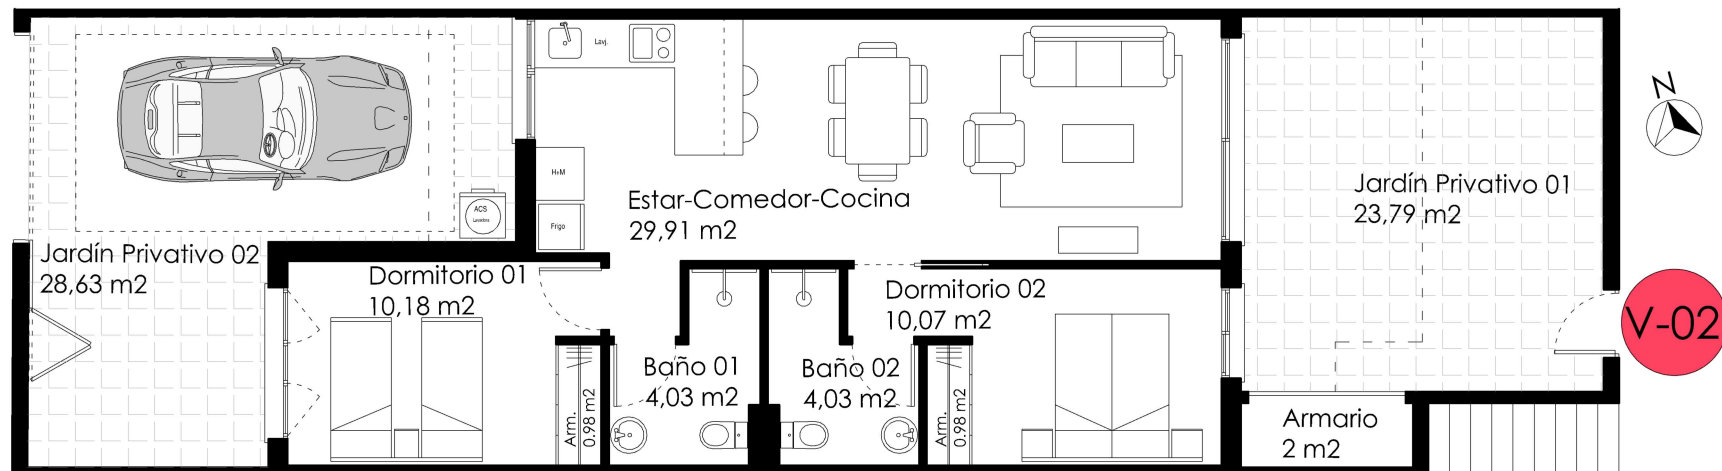 Lavj.
N
H+M
Frigo
ACS
Lavadora
Estar-Comedor-Cocina
29,91 m2
Jardín Privativo 01
23,79 m2
Jardín Privativo 02
28,63 m2
Dormitorio 01
10,18 m2
Dormitorio 02
10,07 m2
V-02
Baño 01
4,03 m2
Baño 02
4,03 m2
Arm.
0.98 m2
Arm.
0.98 m2
Armario
2 m2